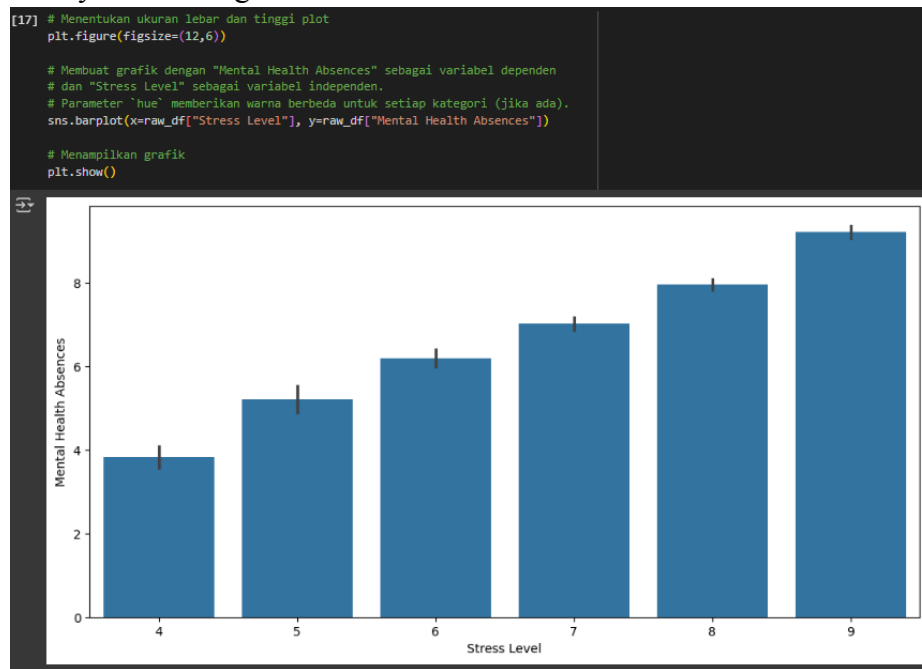 [17] # Menentukan ukuran lebar dan tinggi plot
plt.figure(figsize=(12,6))
# Membuat grafik dengan "Mental Health Absences" sebagai variabel dependen
# dan "Stress Level" sebagai variabel independen.
# Parameter `hue` memberikan warna berbeda untuk setiap kategori (jika ada).
sns.barplot(x=raw_df["Stress Level"], y=raw_df["Mental Health Absences"])
# Menampilkan grafik
plt.show()
Mental Health Absences
8
6
4
2
0
4 5 6 7 8 9
Stress Level